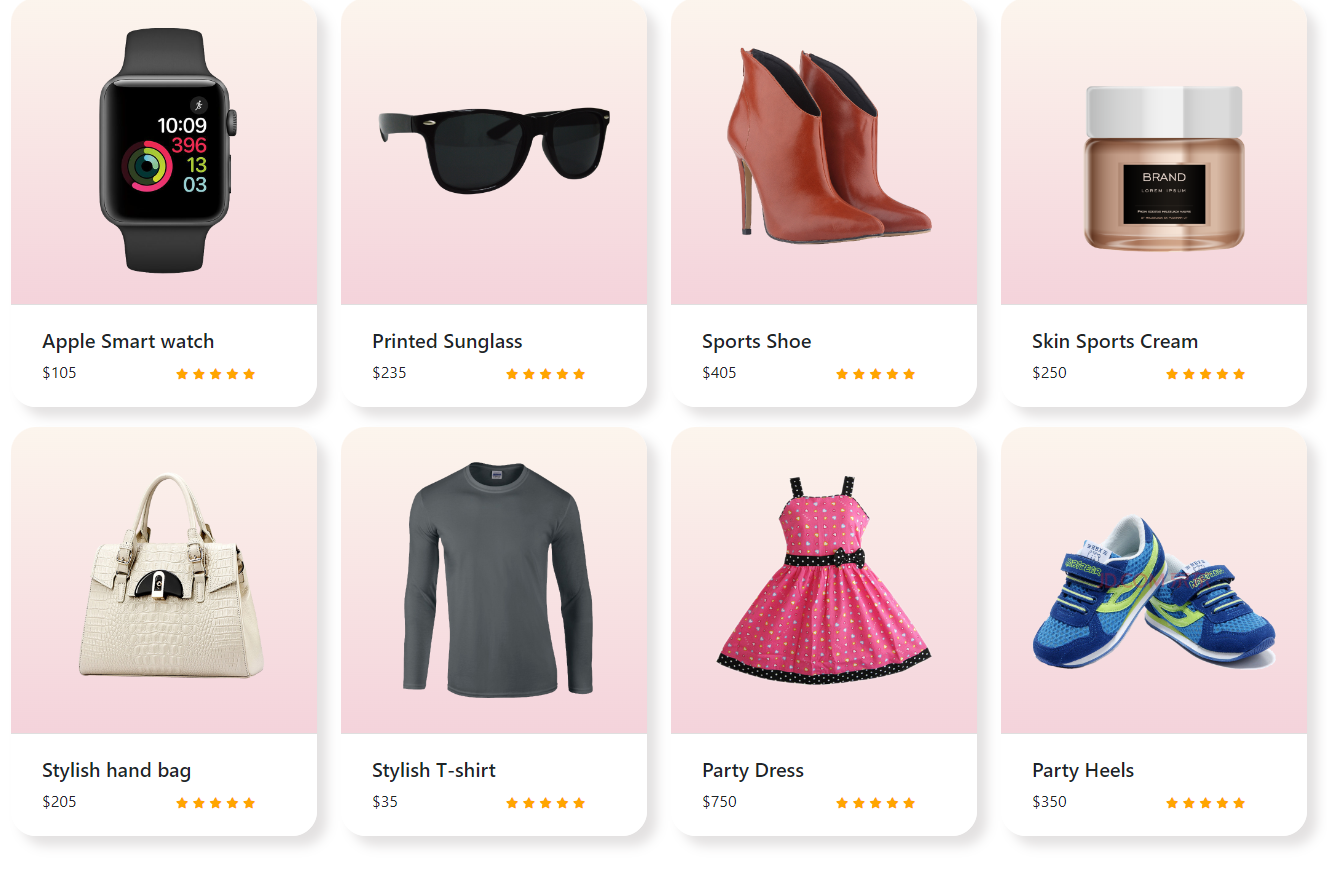 10:09
396
13
03
BRAND
LOREM IPSUM
Apple Smart watch
$105
Printed Sunglass
$235
Sports Shoe
$405
Skin Sports Cream
$250
Stylish hand bag
$205
Stylish T-shirt
$35
Party Dress
$750
Party Heels
$350